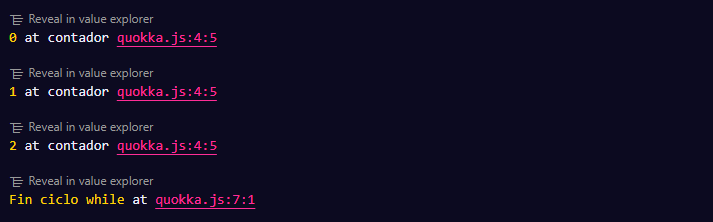 Reveal in value explorer
0 at contador quokka.js:4:5
Reveal in value explorer
1 at contador quokka.js:4:5
Reveal in value explorer
2 at contador quokka.js:4:5
Reveal in value explorer
Fin ciclo while at quokka.js:7:1